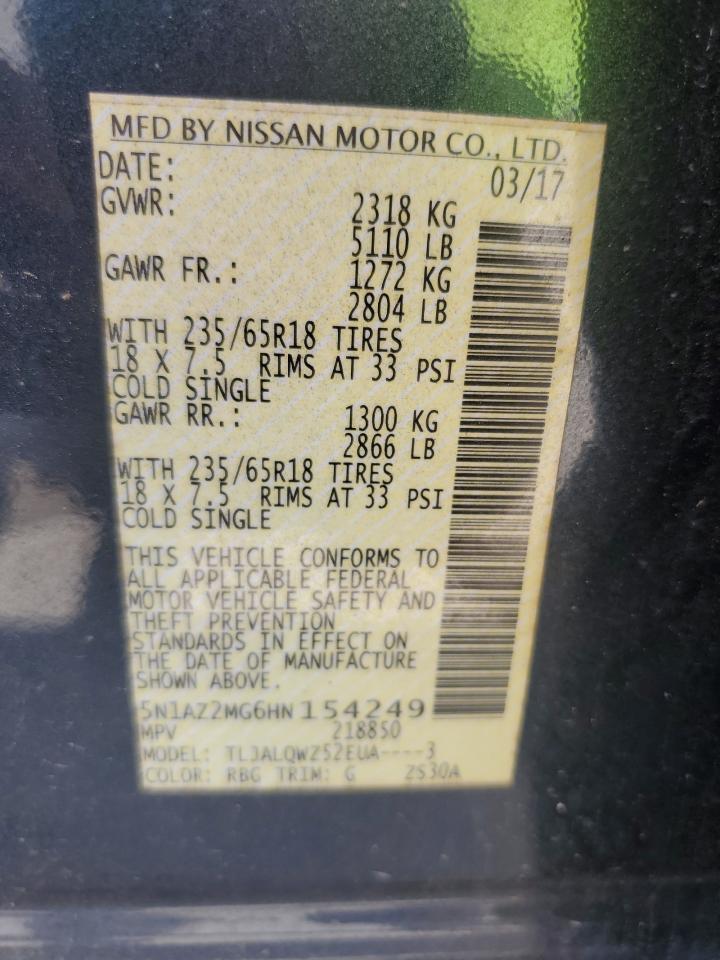 MFD BY NISSAN MOTOR CO., LTD.
DATE: 03/17
GVWR: 2318 KG
5110 LB
GAWR FR.: 1272 KG
2804 LB
WITH 235/65R18 TIRES
18 X 7.5 RIMS AT 33 PSI
COLD SINGLE
GAWR RR.: 1300 KG
2866 LB
WITH 235/65R18 TIRES
18 X 7.5 RIMS AT 33 PSI
COLD SINGLE
THIS VEHICLE CONFORMS TO
ALL APPLICABLE FEDERAL
MOTOR VEHICLE SAFETY AND
THEFT PREVENTION
STANDARDS IN EFFECT ON
THE DATE OF MANUFACTURE
SHOWN ABOVE.
5N1AZ2MG6HN154249
MPV 218850
MODEL: TLJALQWZ52EUA----3
COLOR: RBG TRIM: G ZS30A